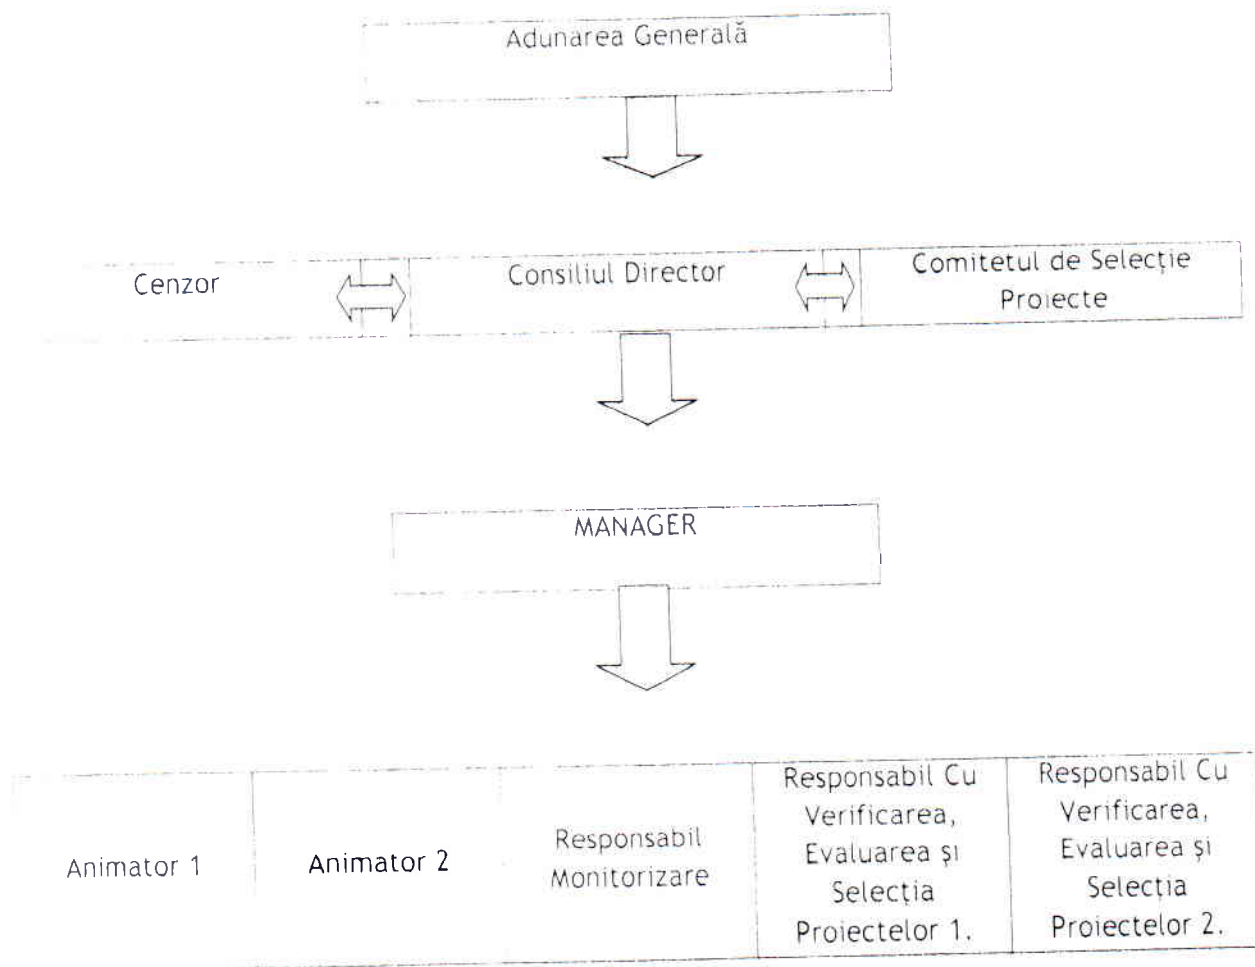 Adunarea Generală
Cenzor
Consiliul Director
Comitetul de Selecție
Proiecte
MANAGER
Animator 1
Animator 2
Responsabil
Monitorizare
Responsabil Cu
Verificarea,
Evaluarea și
Selecția
Proiectelor 1.
Responsabil Cu
Verificarea,
Evaluarea și
Selecția
Proiectelor 2.